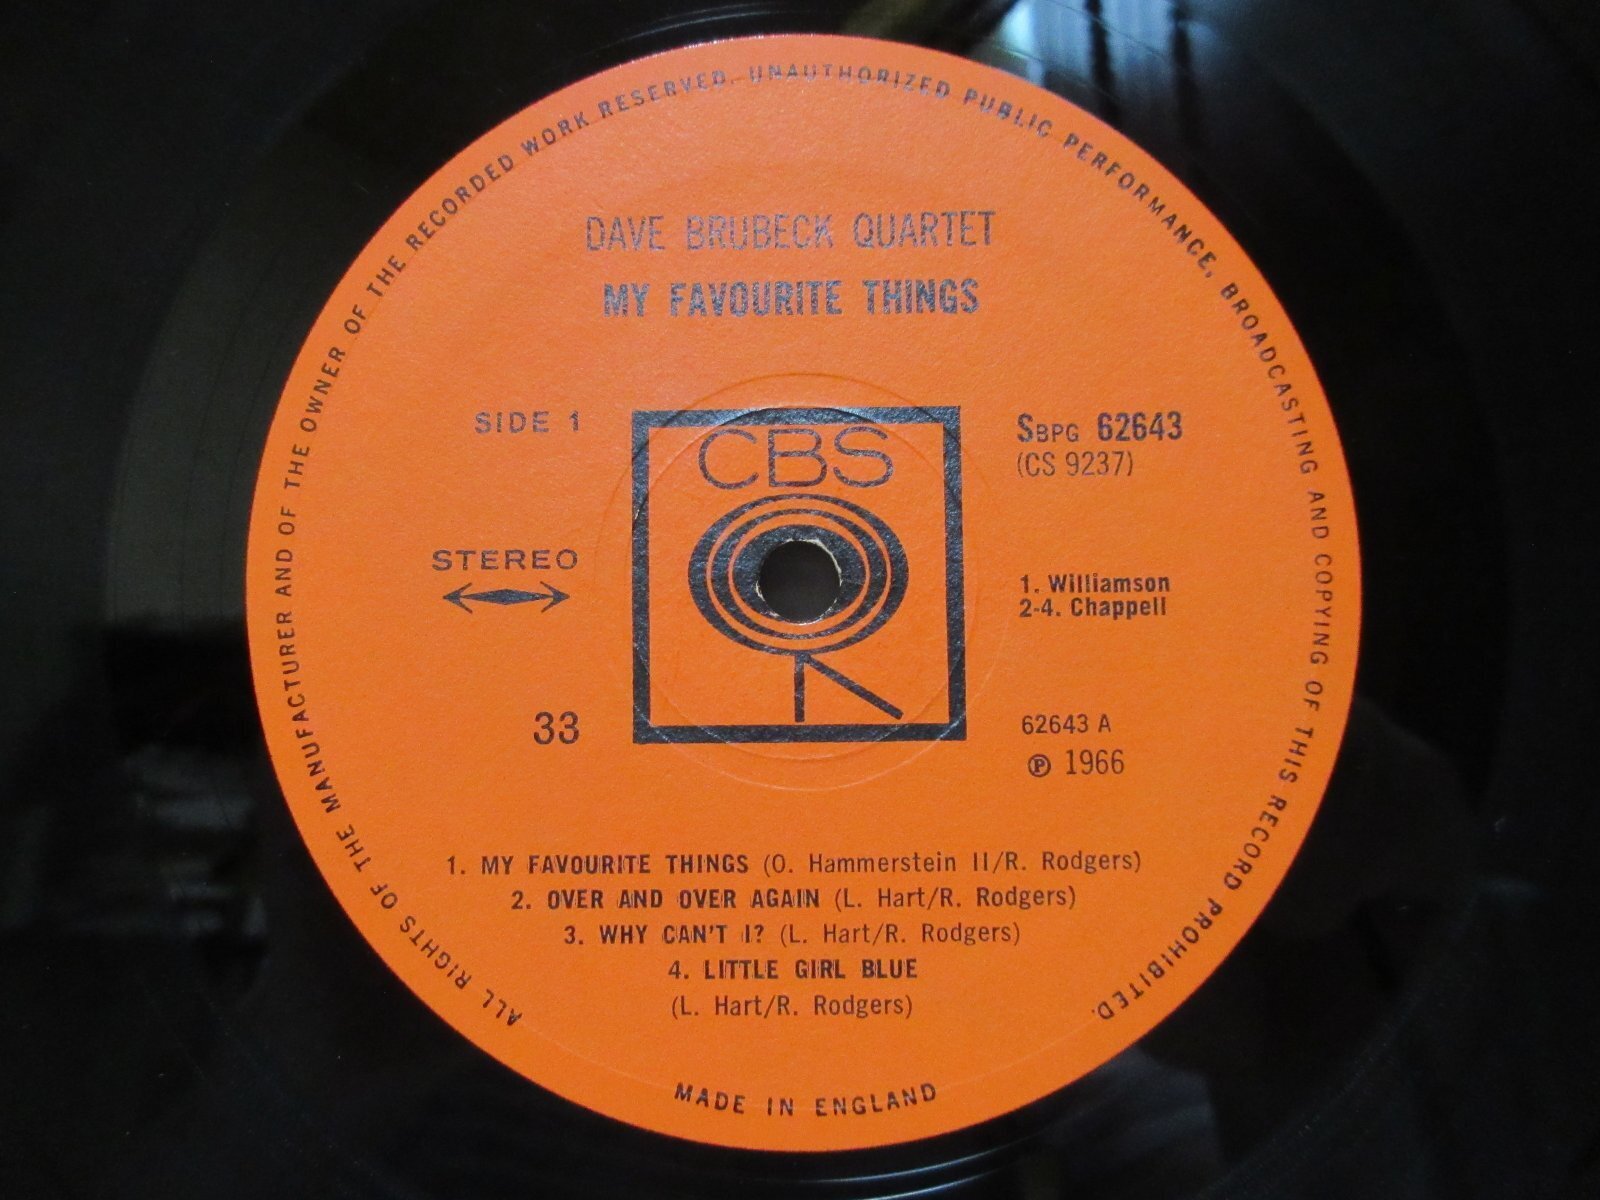 ALL RIGHTS OF THE MANUFACTURER AND OF THE OWNER OF THE RECORDED WORK RESERVED. UNAUTHORIZED PUBLIC PERFORMANCE, BROADCASTING AND COPYING OF THIS RECORD PROHIBITED.
DAVE BRUBECK QUARTET
MY FAVOURITE THINGS
SIDE 1
CBS
SBPG 62643
(CS 9237)
STEREO
1. Williamson
2-4. Chappell
33
62643 A
℗ 1966
1. MY FAVOURITE THINGS (O. Hammerstein II/R. Rodgers)
2. OVER AND OVER AGAIN (L. Hart/R. Rodgers)
3. WHY CAN'T I? (L. Hart/R. Rodgers)
4. LITTLE GIRL BLUE
(L. Hart/R. Rodgers)
MADE IN ENGLAND